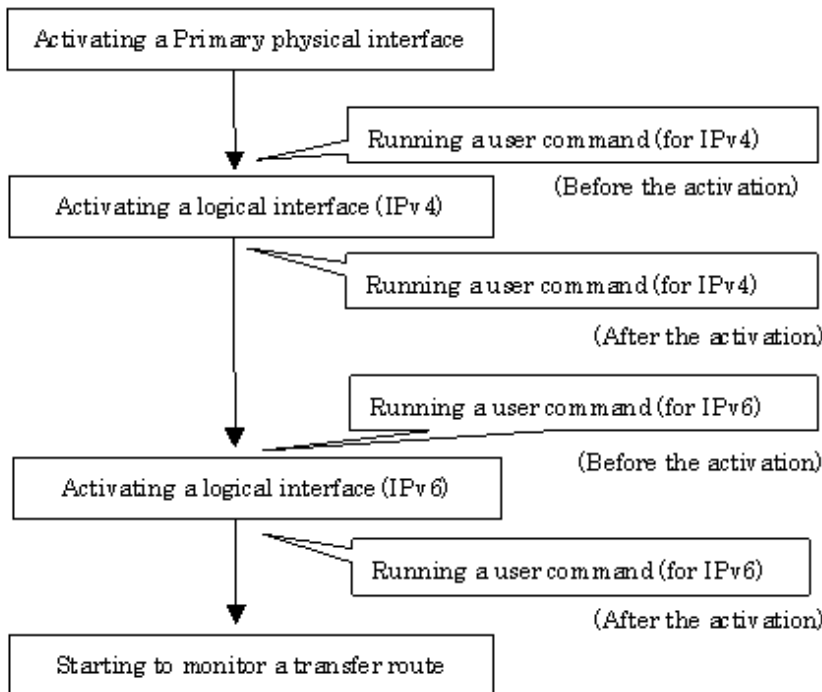 Activating a Primary physical interface
Running a user command (for IPv4)
(Before the activation)
Activating a logical interface (IPv4)
Running a user command (for IPv4)
(After the activation)
Running a user command (for IPv6)
(Before the activation)
Activating a logical interface (IPv6)
Running a user command (for IPv6)
(After the activation)
Starting to monitor a transfer route